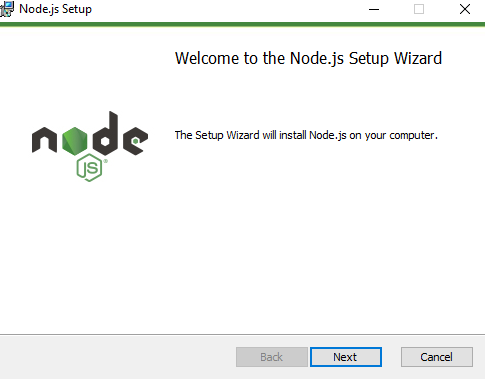 Node.js Setup
Welcome to the Node.js Setup Wizard
node
JS®
The Setup Wizard will install Node.js on your computer.
Back
Next
Cancel